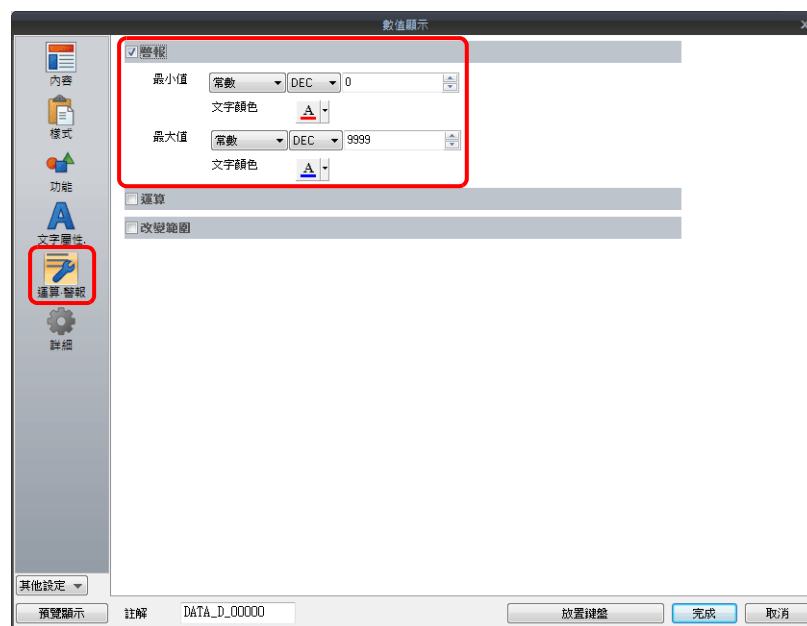 數值顯示
內容
樣式
功能
文字屬性.
運算·警報
詳細
其他設定
預覽顯示
警報
最小值 常數 DEC 0
文字顏色 A
最大值 常數 DEC 9999
文字顏色 A
運算
改變範圍
註解 DATA_D_00000
放置鍵盤 完成 取消